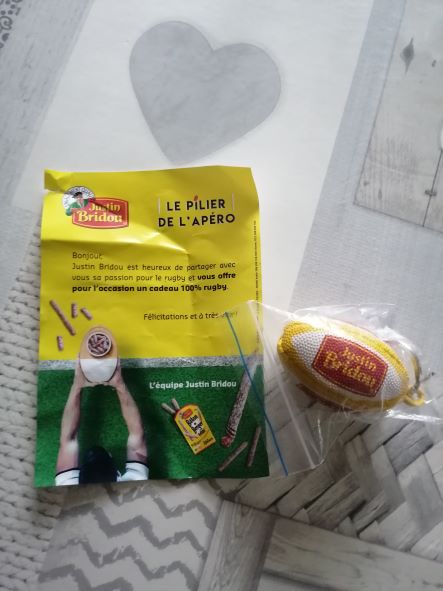 Justin
Bridou
LE PILIER
DE L'APÉRO
Bonjour,
Justin Bridou est heureux de partager avec
vous sa passion pour le rugby et vous offre
pour l'occasion un cadeau 100% rugby.
Félicitations et à très vite!
L'équipe Justin Bridou
Justin
Bridou